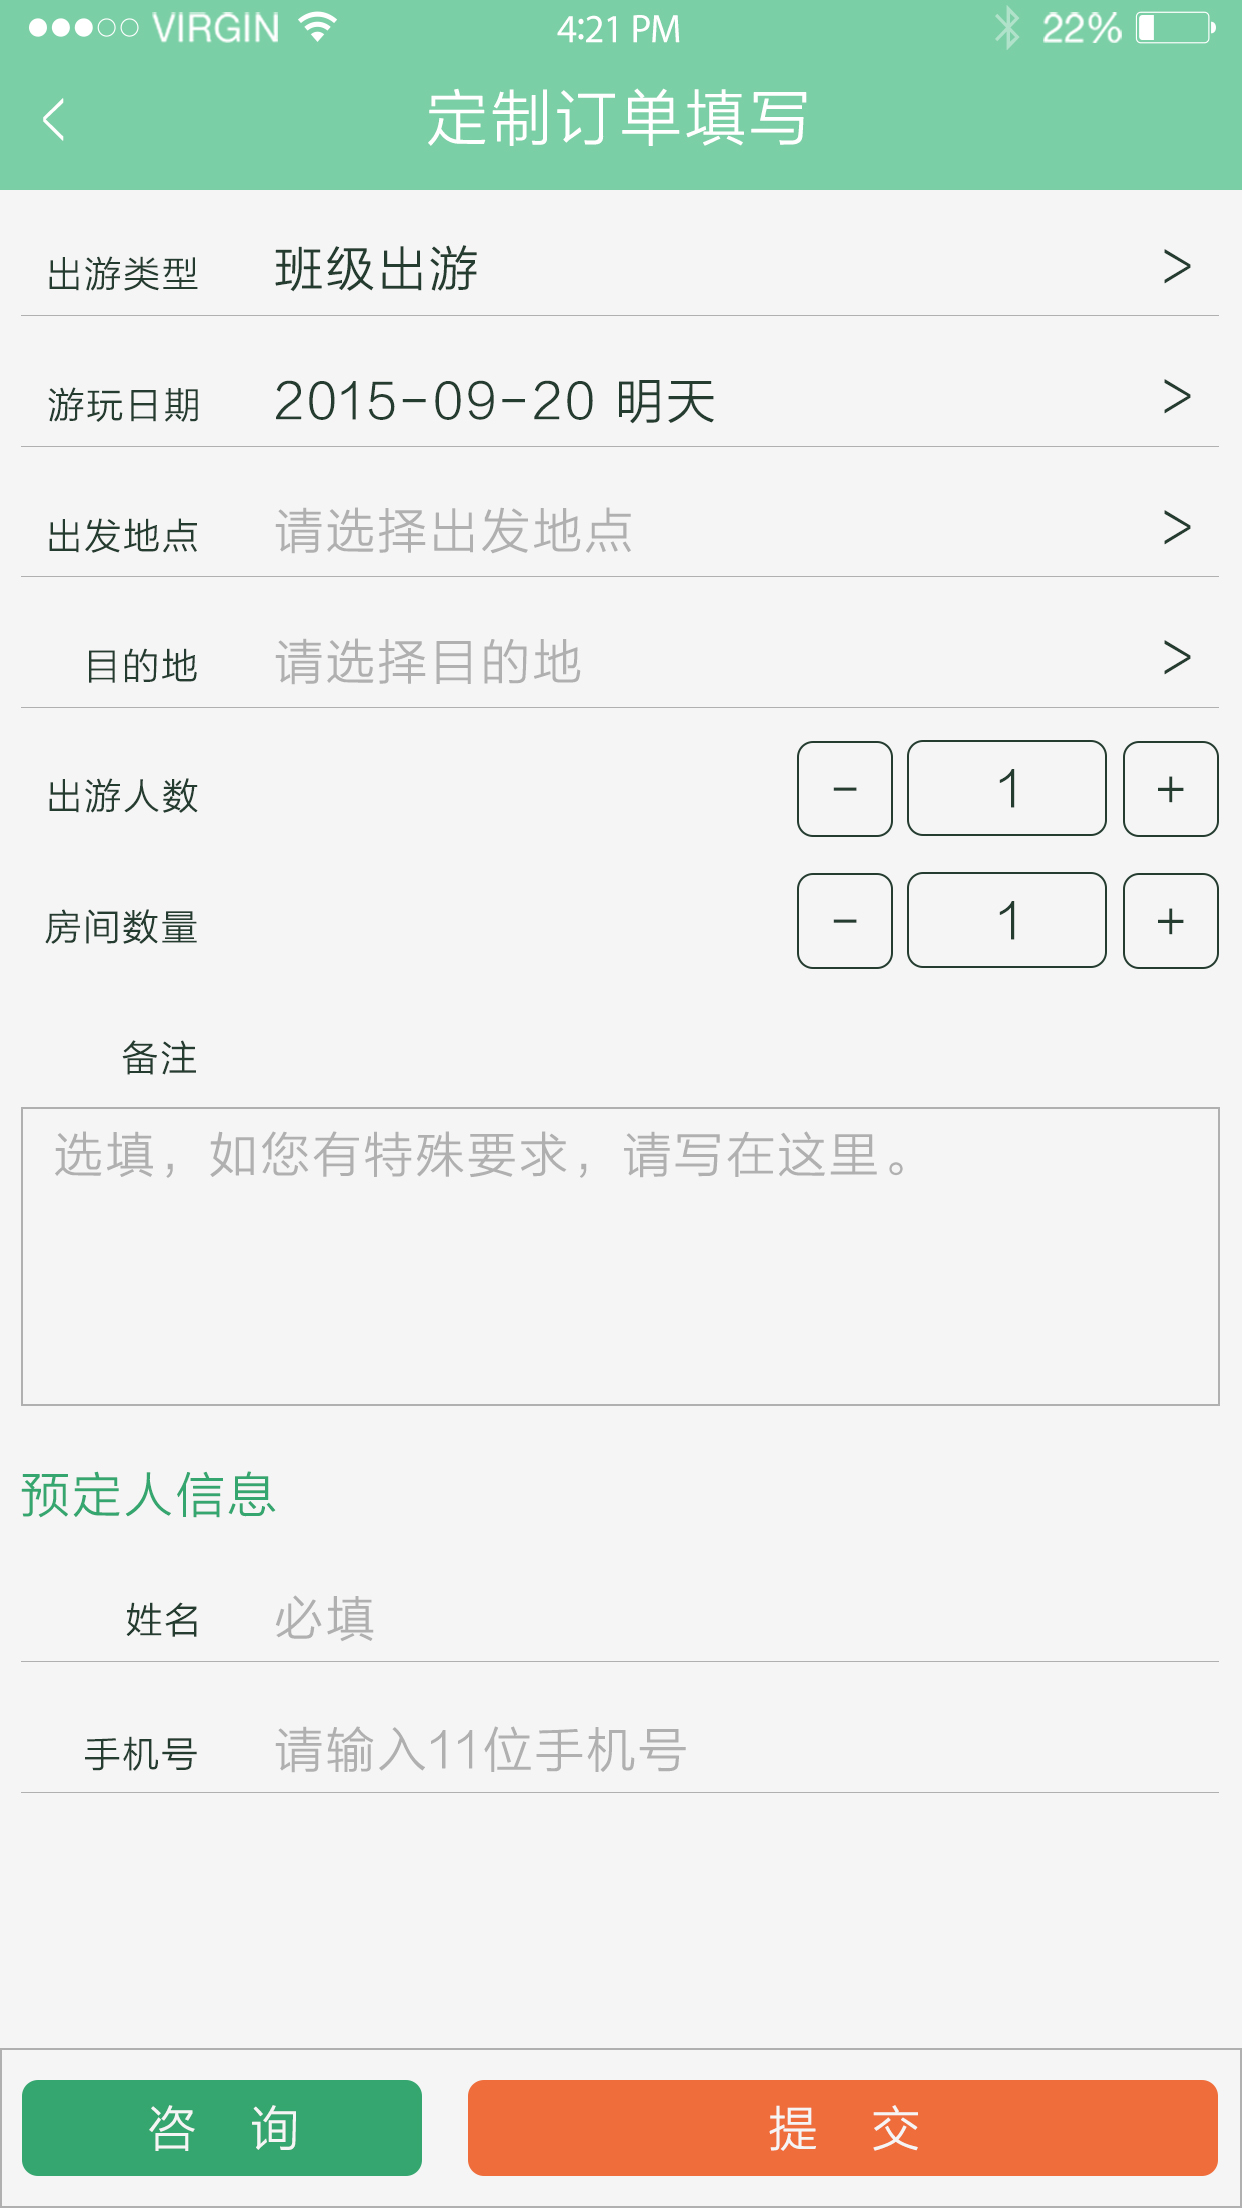 VIRGIN 4:21 PM 22%
定制订单填写
出游类型 班级出游 >
游玩日期 2015-09-20 明天 >
出发地点 请选择出发地点 >
目的地 请选择目的地 >
出游人数 - 1 +
房间数量 - 1 +
备注
选填，如您有特殊要求，请写在这里。
预定人信息
姓名 必填
手机号 请输入11位手机号
咨 询 提 交